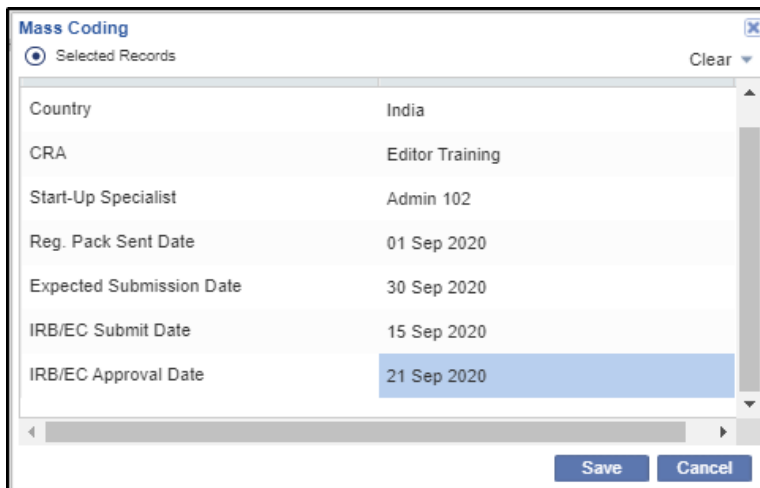 Mass Coding
Selected Records
Clear
Country India
CRA Editor Training
Start-Up Specialist Admin 102
Reg. Pack Sent Date 01 Sep 2020
Expected Submission Date 30 Sep 2020
IRB/EC Submit Date 15 Sep 2020
IRB/EC Approval Date 21 Sep 2020
Save Cancel